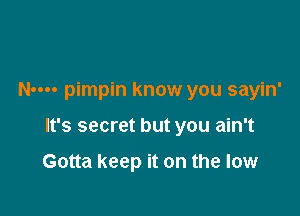 N•••• pimpin know you sayin'
It's secret but you ain't
Gotta keep it on the low